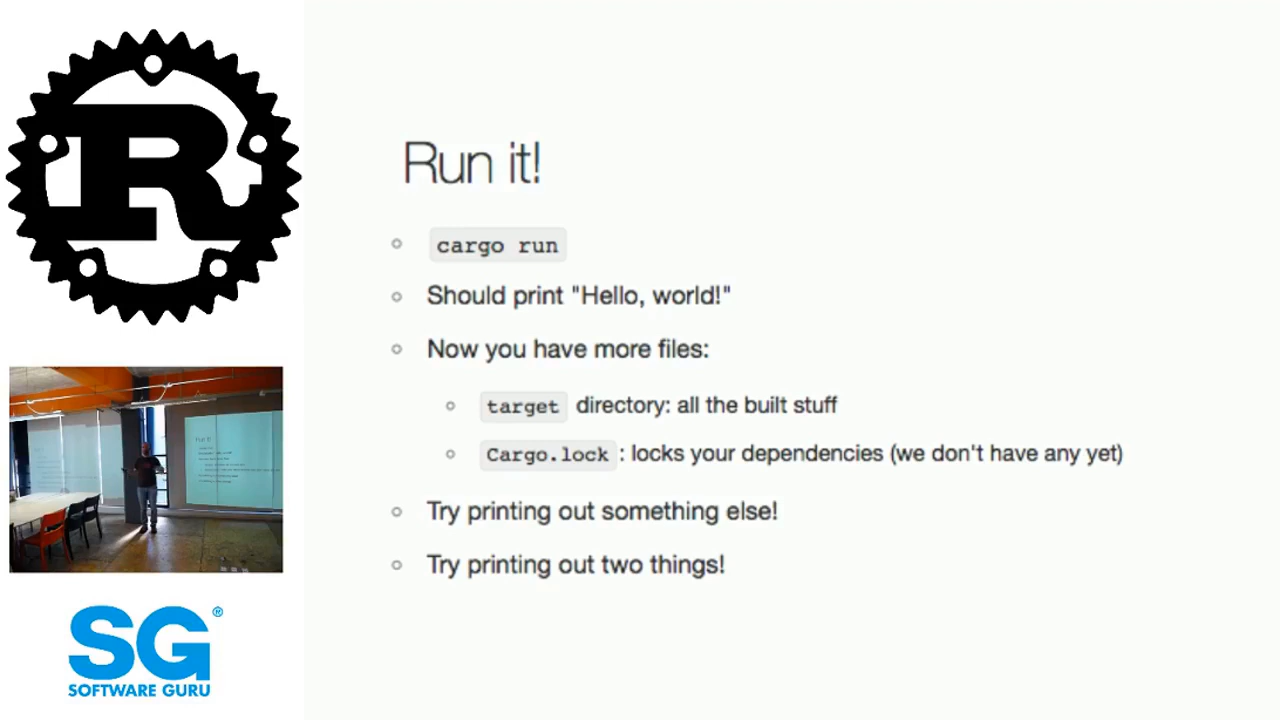 R
Run it!
cargo run
Should print "Hello, world!"
Now you have more files:
target directory: all the built stuff
Cargo.lock : locks your dependencies (we don't have any yet)
Try printing out something else!
Try printing out two things!
Run it!
SG®
SOFTWARE GURU